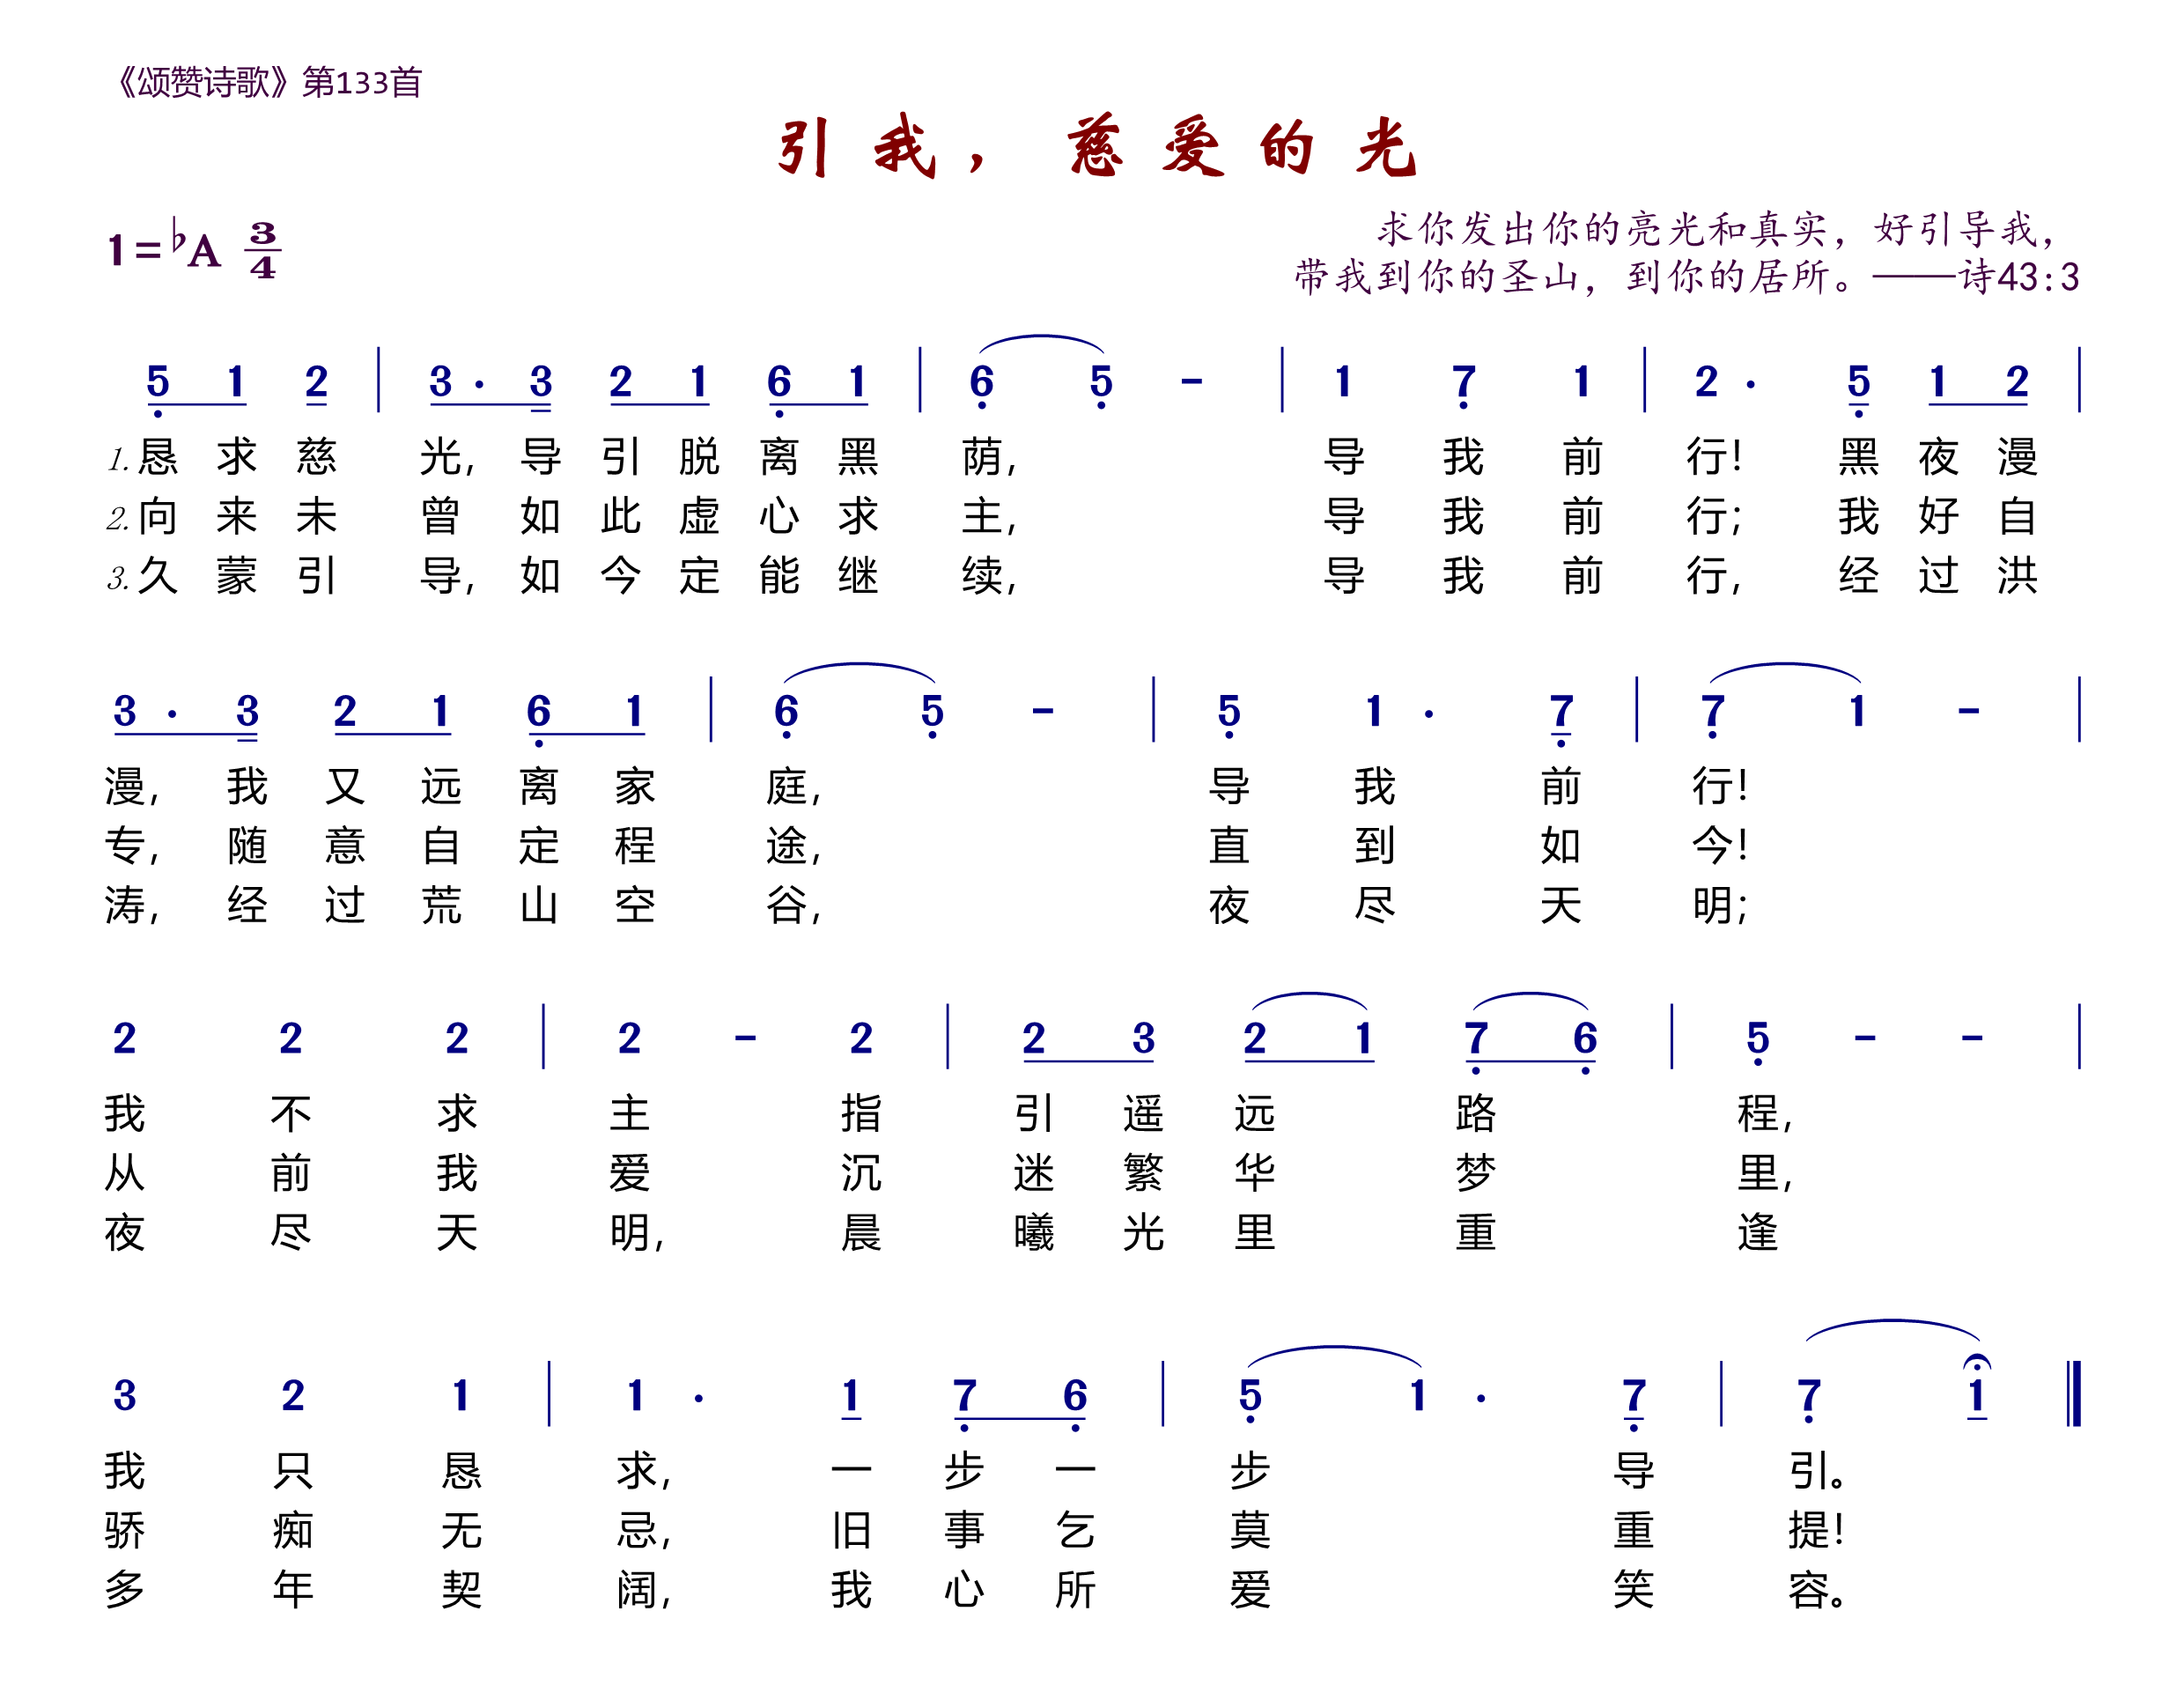 《颂赞诗歌》第133首
引我，慈爱的光
1=♭A 3/4
求你发出你的亮光和真实，好引导我，
带我到你的圣山，到你的居所。——诗43:3
5̣ 1 2 | 3 · 3 2 1 6̣ 1 | 6̣ 5̣ - | 1 7̣ 1 | 2 · 5̣ 1 2 |
1.恳求慈光，导引脱离黑荫，导我前行！黑夜漫
2.向来未曾如此虚心求主，导我前行；我好自
3.久蒙引导，如今定能继续，导我前行，经过洪
3 · 3 2 1 6̣ 1 | 6̣ 5̣ - | 5̣ 1 · 7̣ | 7̣ 1 - |
漫，我又远离家庭，导我前行！
专，随意自定程途，直到如今！
涛，经过荒山空谷，夜尽天明；
2 2 2 | 2 - 2 | 2 3 2 1 7̣ 6̣ | 5̣ - - |
我不求主指引遥远路程，
从前我爱沉迷繁华梦里，
夜尽天明，晨曦光里重逢
3 2 1 | 1 · 1 7̣ 6̣ | 5̣ 1 · 7̣ | 7̣ 1 ‖
我只恳求，一步一步导引。
骄痴无忌，旧事乞莫重提！
多年契阔，我心所爱笑容。